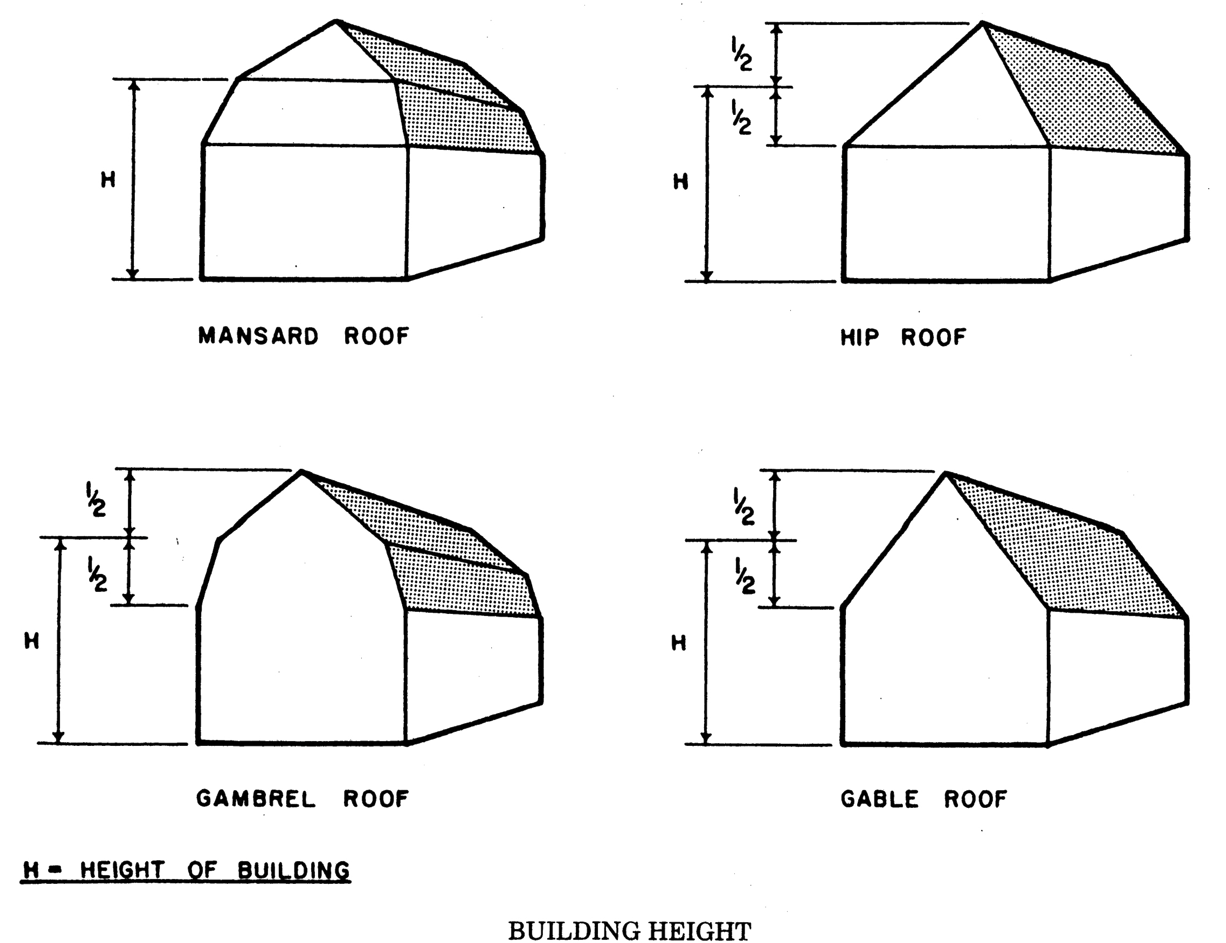 1/2
1/2
H
H
MANSARD ROOF
HIP ROOF
1/2
1/2
1/2
1/2
H
H
GAMBREL ROOF
GABLE ROOF
H = HEIGHT OF BUILDING
BUILDING HEIGHT